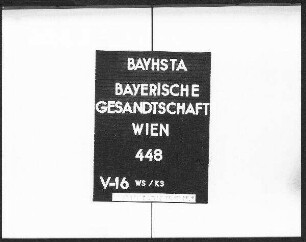 BAYHSTA
BAYERISCHE
GESANDTSCHAFT
WIEN
448
V-16 WS/KS